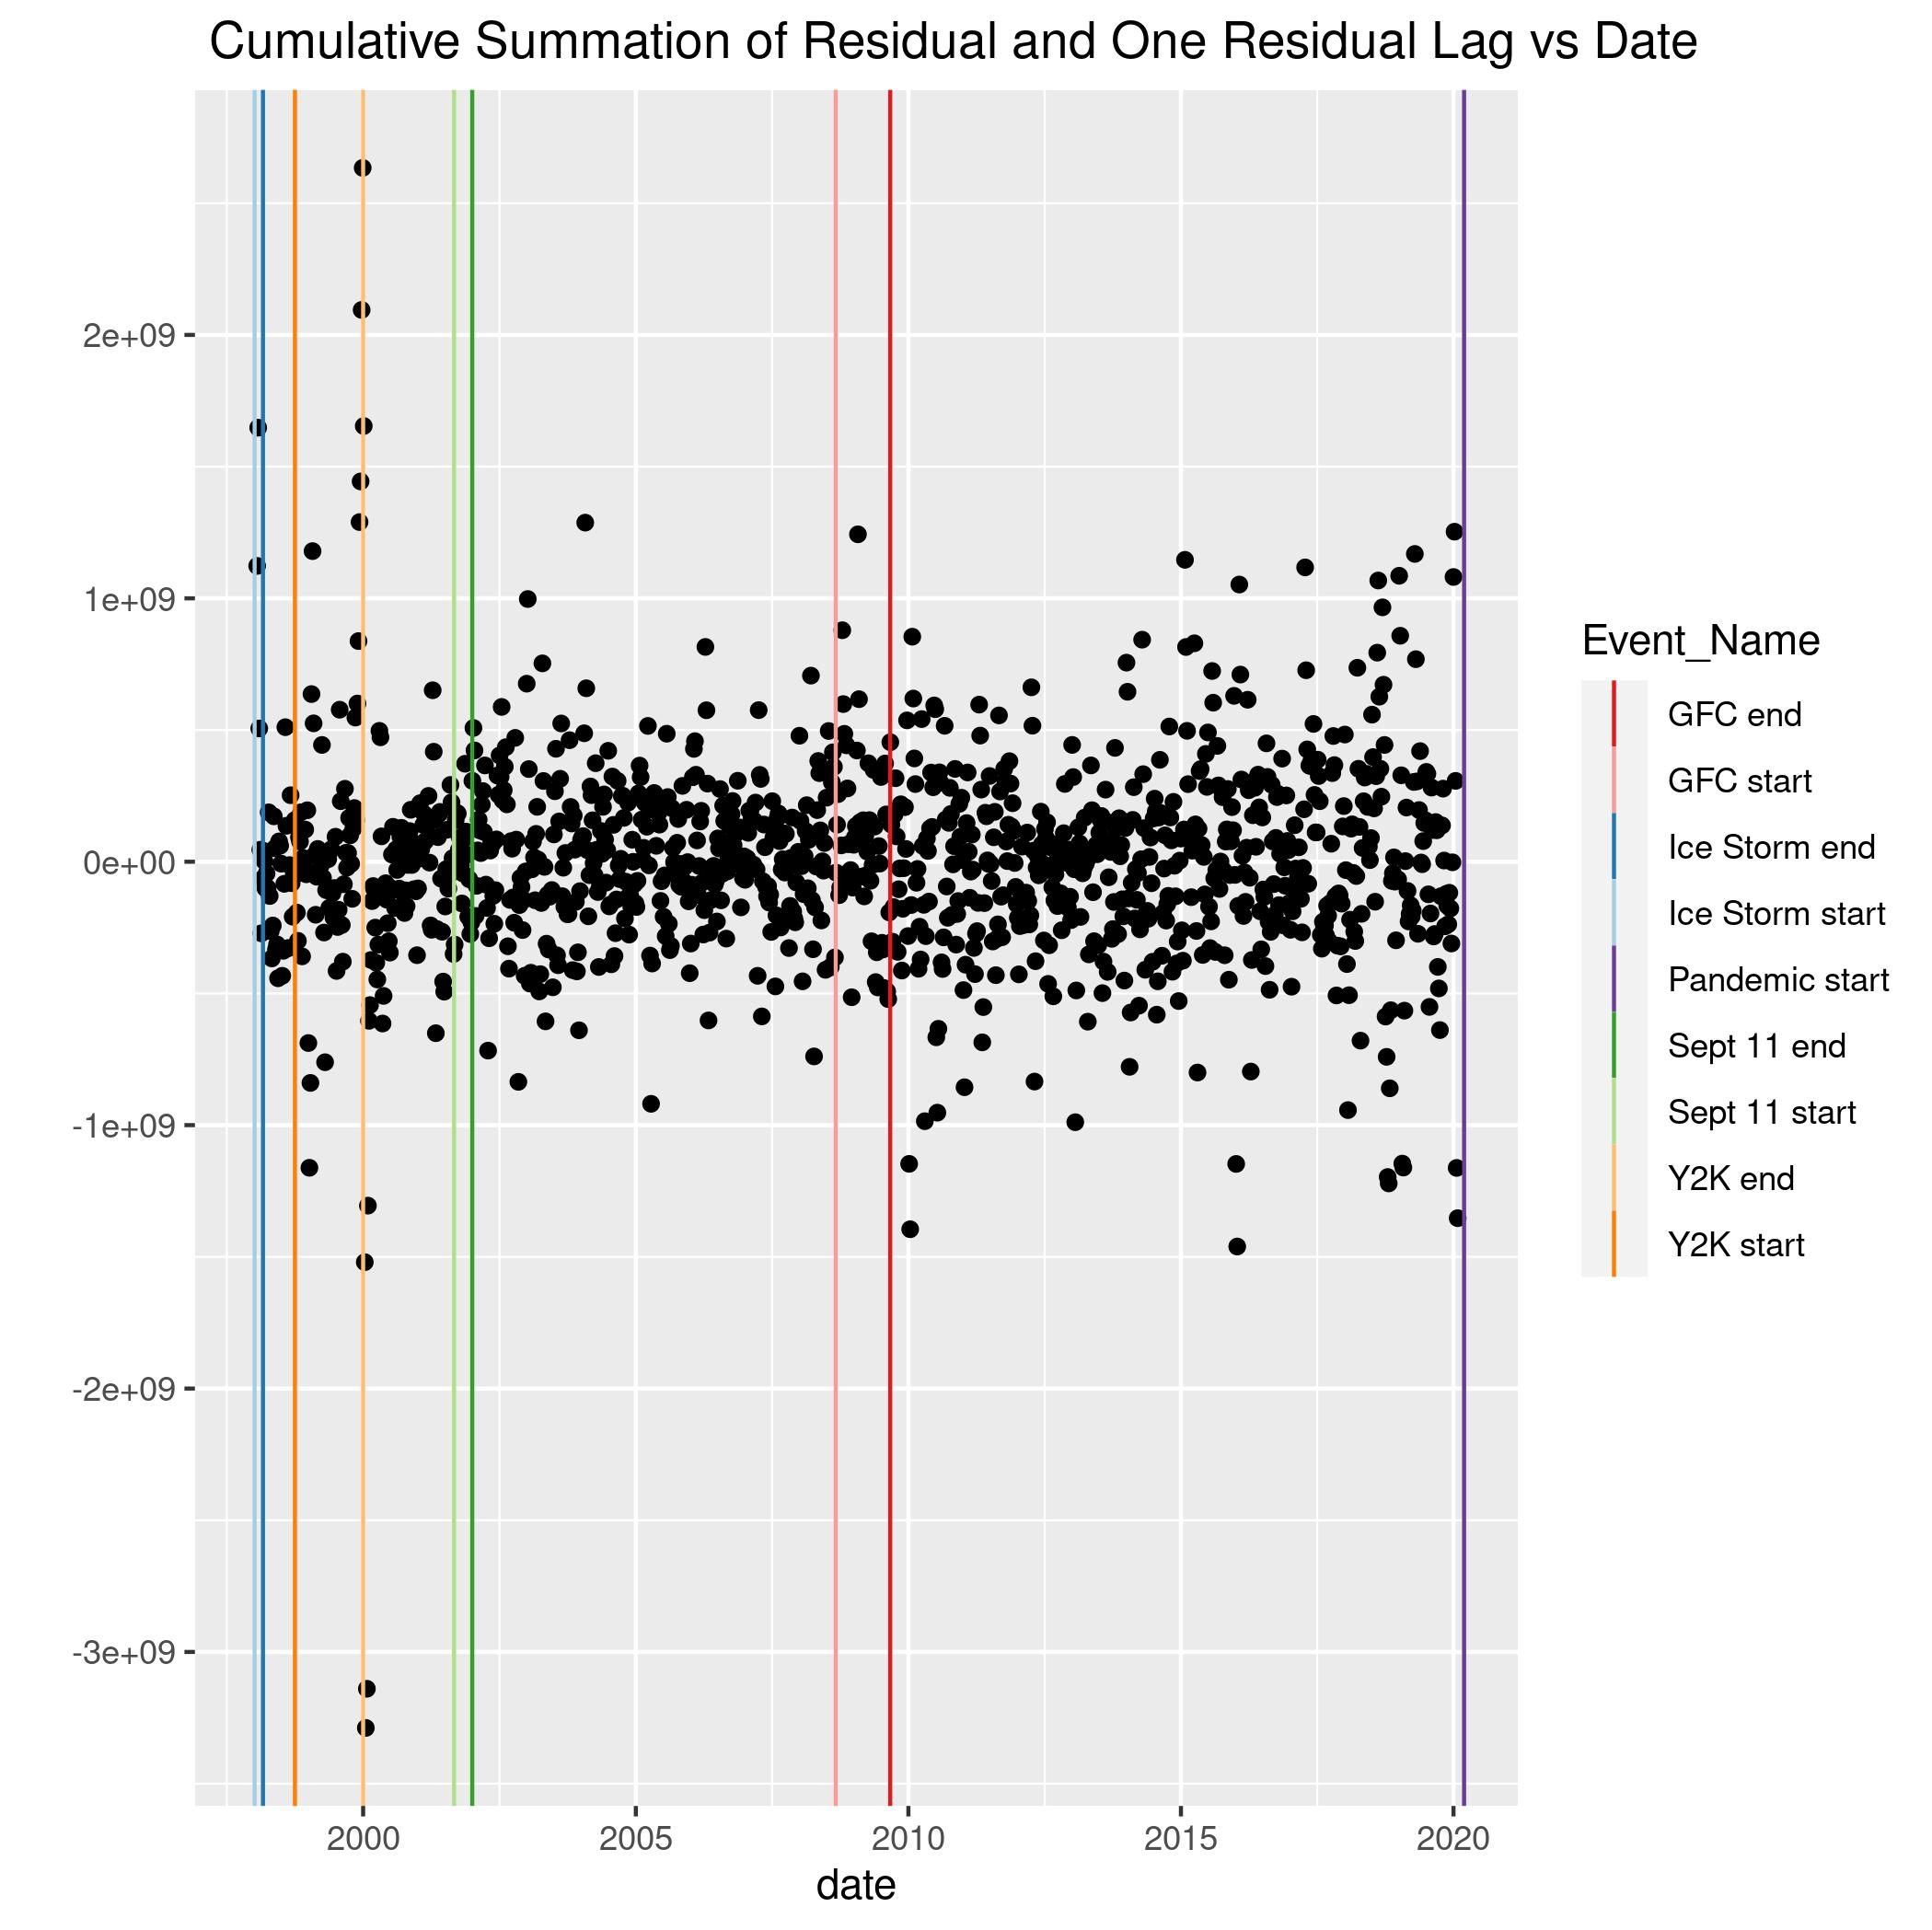 Cumulative Summation of Residual and One Residual Lag vs Date
2e+09
1e+09
0e+00
-1e+09
-2e+09
-3e+09
2000
2005
2010
2015
2020
date
Event_Name
GFC end
GFC start
Ice Storm end
Ice Storm start
Pandemic start
Sept 11 end
Sept 11 start
Y2K end
Y2K start